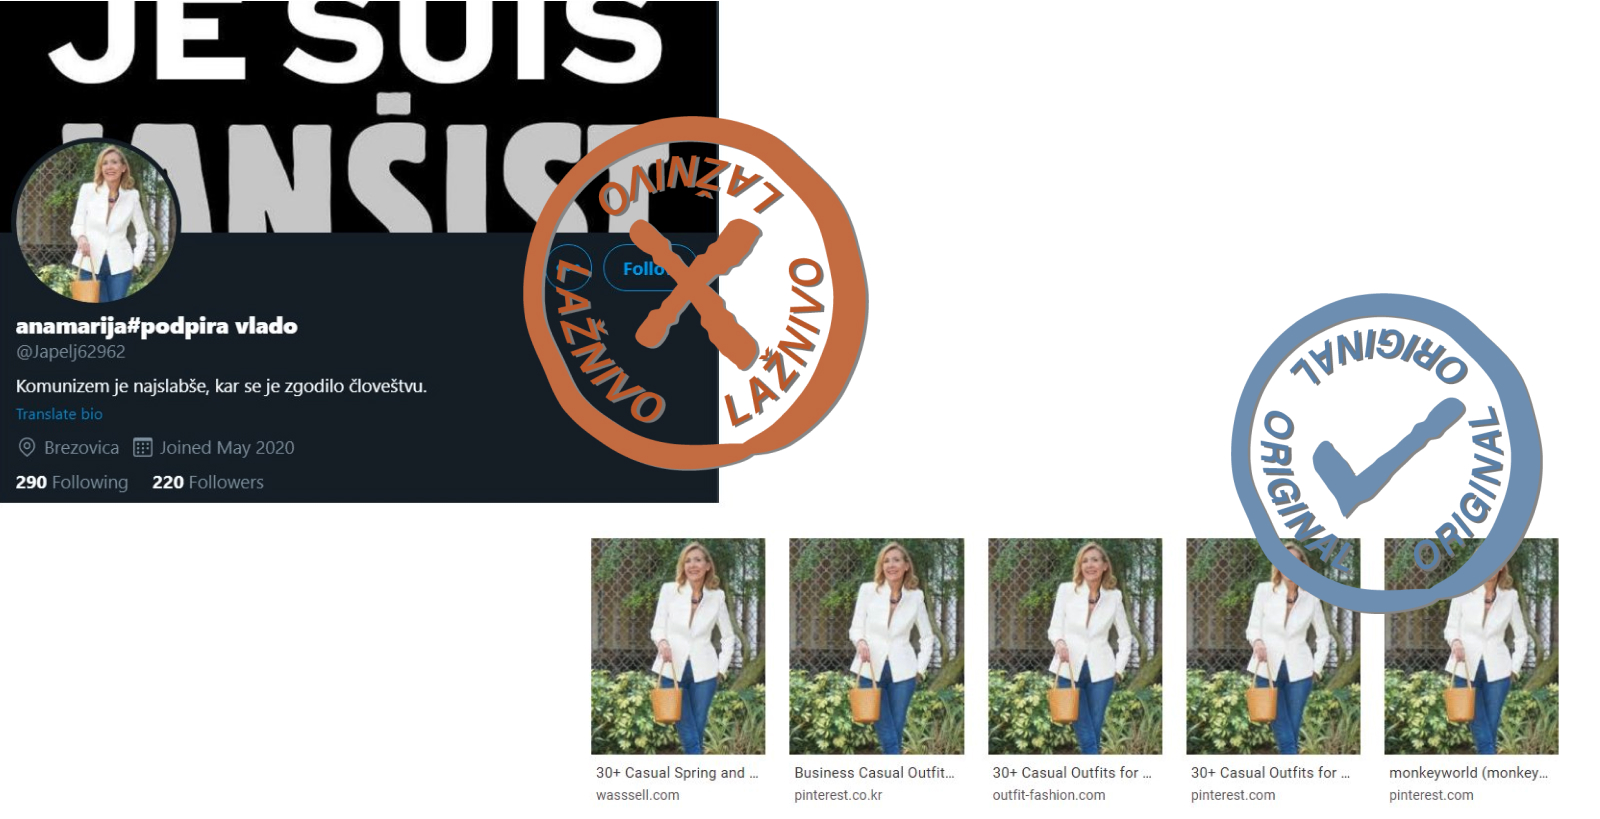 JE SUIS
JANŠIST
Follo
anamarija#podpira vlado
@Japelj62962
Komunizem je najslabše, kar se je zgodilo človeštvu.
Translate bio
Brezovica Joined May 2020
290 Following 220 Followers
LAŽNIVO
LAŽNIVO
LAŽNIVO
ORIGINAL
ORIGINAL
ORIGINAL
30+ Casual Spring and ...
wasssell.com
Business Casual Outfit...
pinterest.co.kr
30+ Casual Outfits for ...
outfit-fashion.com
30+ Casual Outfits for ...
pinterest.com
monkeyworld (monkey...
pinterest.com